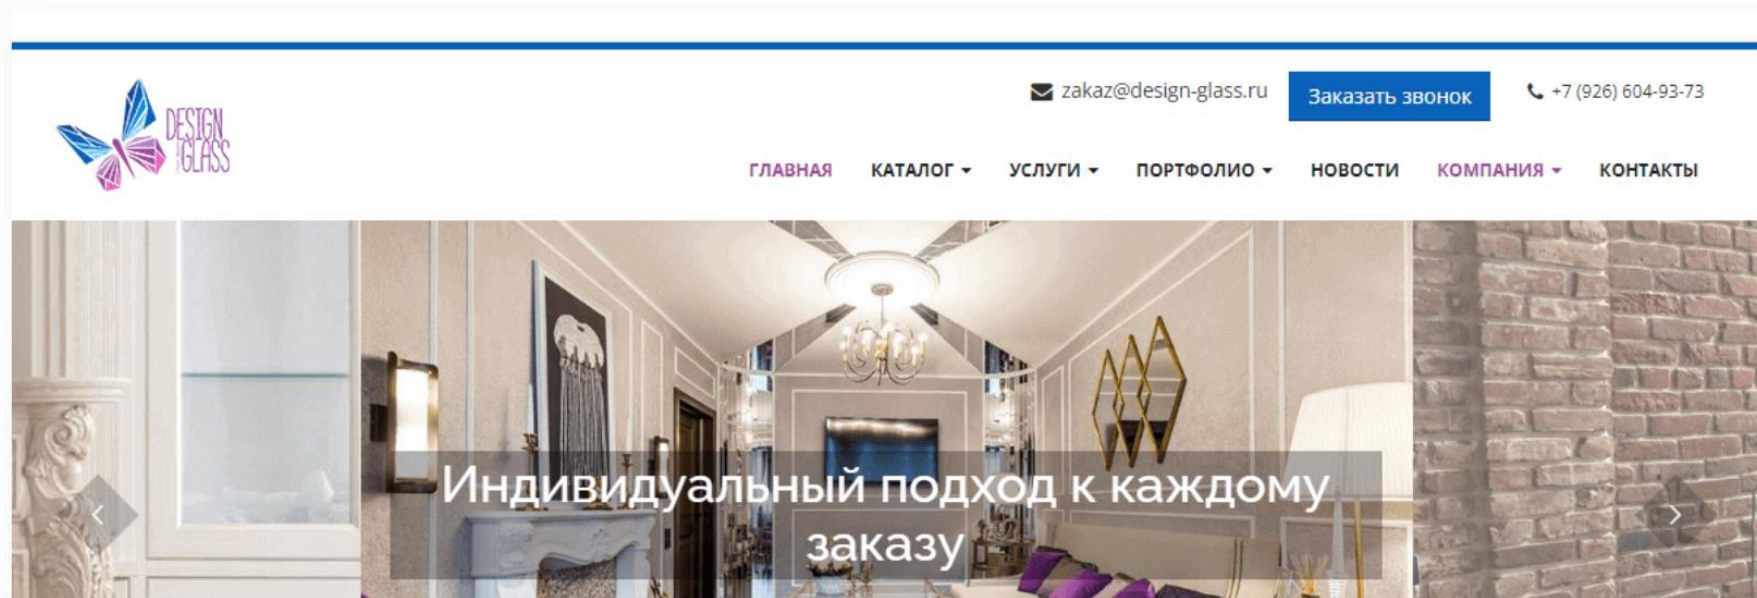 zakaz@design-glass.ru
Заказать звонок
+7 (926) 604-93-73
DESIGN
GLASS
ГЛАВНАЯ КАТАЛОГ УСЛУГИ ПОРТФОЛИО НОВОСТИ КОМПАНИЯ КОНТАКТЫ
Индивидуальный подход к каждому
заказу